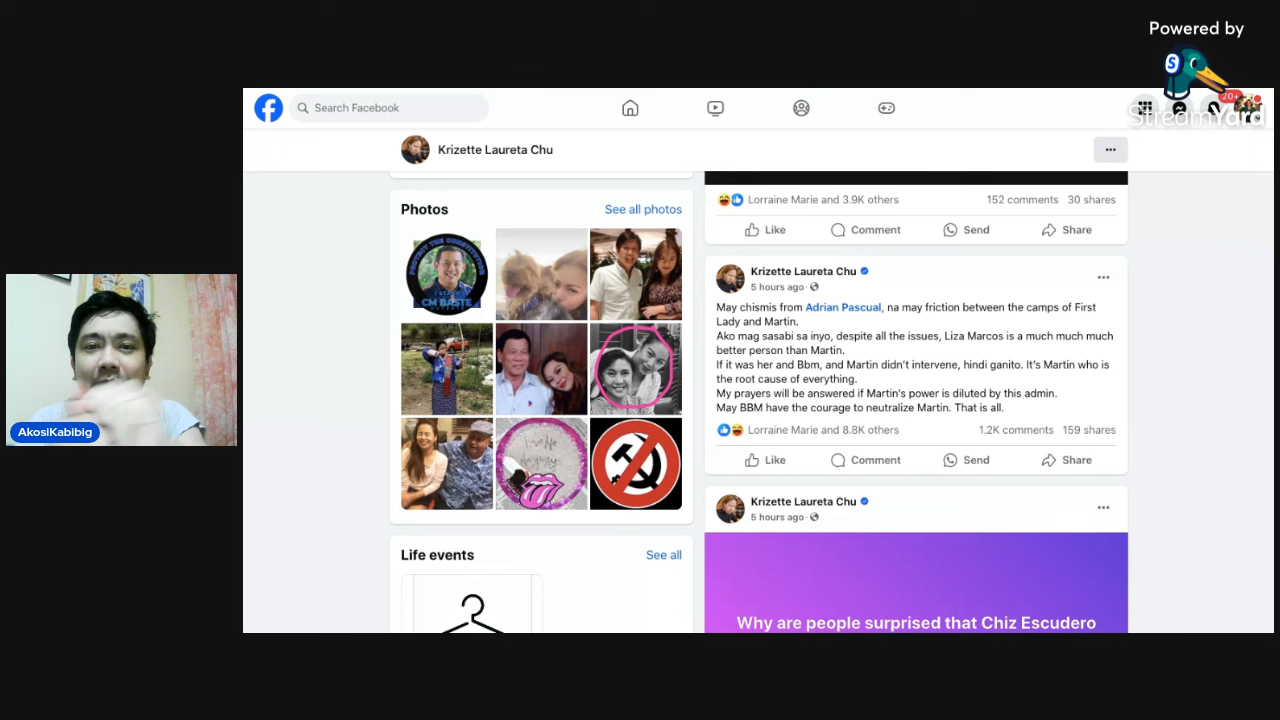 Powered by
StreamYard
Search Facebook
20+
Krizette Laureta Chu
AkosiKabibig
Photos
See all photos
PROTECT THE CONSTITUTION
CM BASTE
Life events
See all
Lorraine Marie and 3.9K others
152 comments 30 shares
Like Comment Send Share
Krizette Laureta Chu
5 hours ago
May chismis from Adrian Pascual, na may friction between the camps of First
Lady and Martin.
Ako mag sasabi sa inyo, despite all the issues, Liza Marcos is a much much much
better person than Martin.
If it was her and Bbm, and Martin didn't intervene, hindi ganito. It's Martin who is
the root cause of everything.
My prayers will be answered if Martin's power is diluted by this admin.
May BBM have the courage to neutralize Martin. That is all.
Lorraine Marie and 8.8K others
1.2K comments 159 shares
Like Comment Send Share
Krizette Laureta Chu
5 hours ago
Why are people surprised that Chiz Escudero